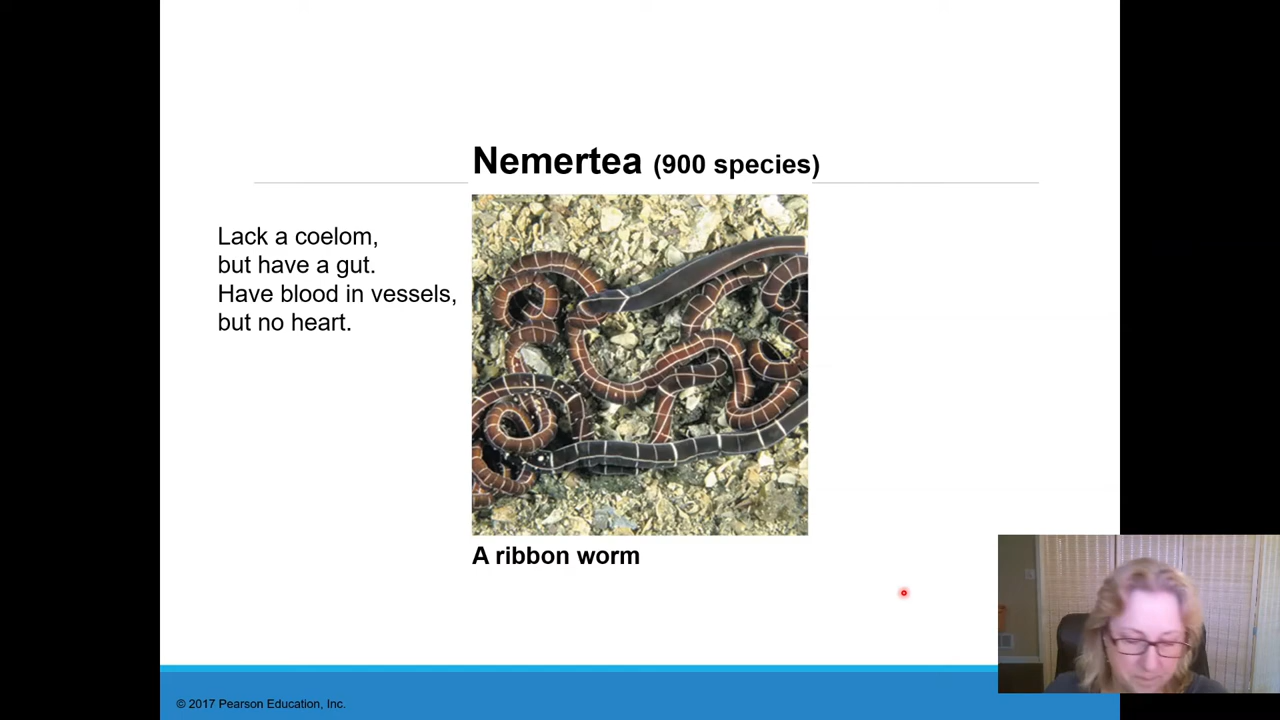 Nemertea (900 species)
Lack a coelom,
but have a gut.
Have blood in vessels,
but no heart.
A ribbon worm
© 2017 Pearson Education, Inc.